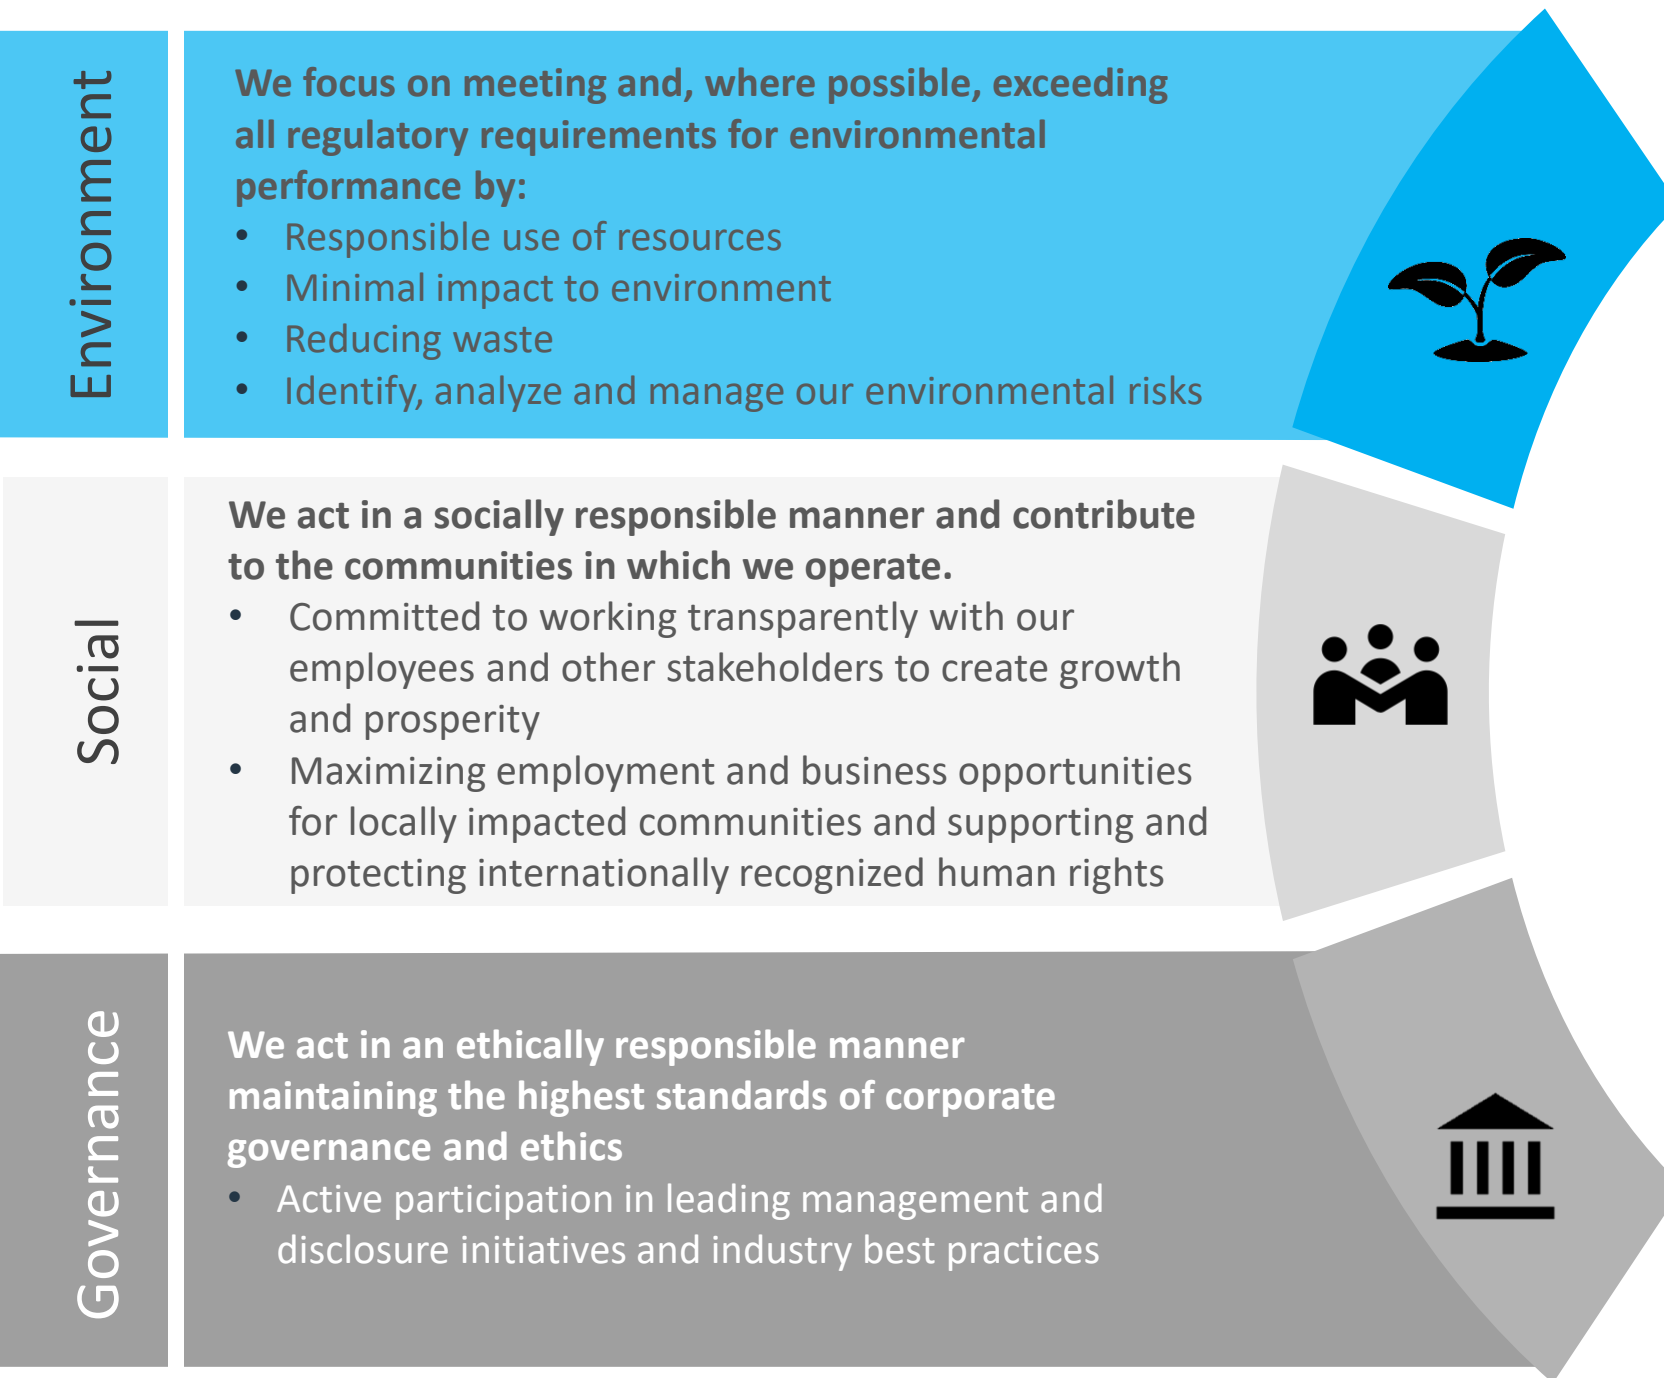 Environment
We focus on meeting and, where possible, exceeding
all regulatory requirements for environmental
performance by:
• Responsible use of resources
• Minimal impact to environment
• Reducing waste
• Identify, analyze and manage our environmental risks
Social
We act in a socially responsible manner and contribute
to the communities in which we operate.
• Committed to working transparently with our
employees and other stakeholders to create growth
and prosperity
• Maximizing employment and business opportunities
for locally impacted communities and supporting and
protecting internationally recognized human rights
Governance
We act in an ethically responsible manner
maintaining the highest standards of corporate
governance and ethics
• Active participation in leading management and
disclosure initiatives and industry best practices